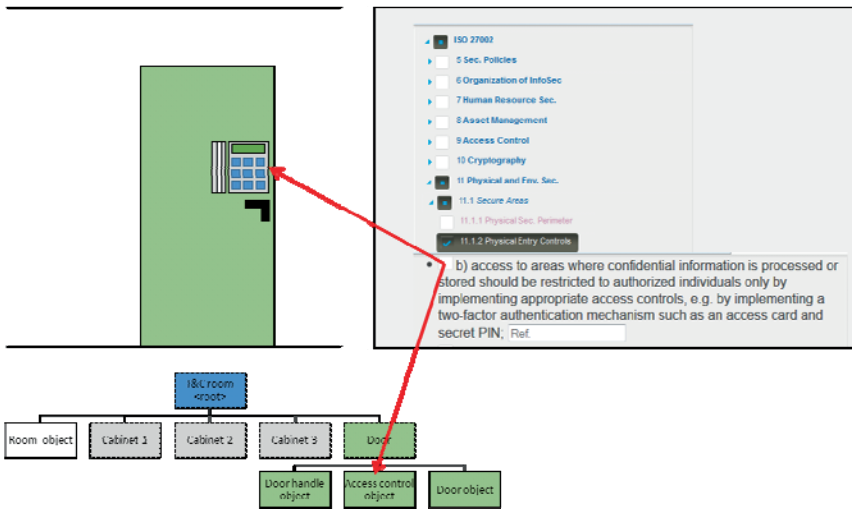 ISO 27002
5 Sec. Policies
6 Organization of InfoSec
7 Human Resource Sec.
8 Asset Management
9 Access Control
10 Cryptography
11 Physical and Env. Sec.
11.1 Secure Areas
11.1.1 Physical Sec. Perimeter
11.1.2 Physical Entry Controls
• b) access to areas where confidential information is processed or
stored should be restricted to authorized individuals only by
implementing appropriate access controls, e.g. by implementing a
two-factor authentication mechanism such as an access card and
secret PIN; Ref.
I&C room
<root>
Room object
Cabinet 1
Cabinet 2
Cabinet 3
Door
Door handle
object
Access control
object
Door object